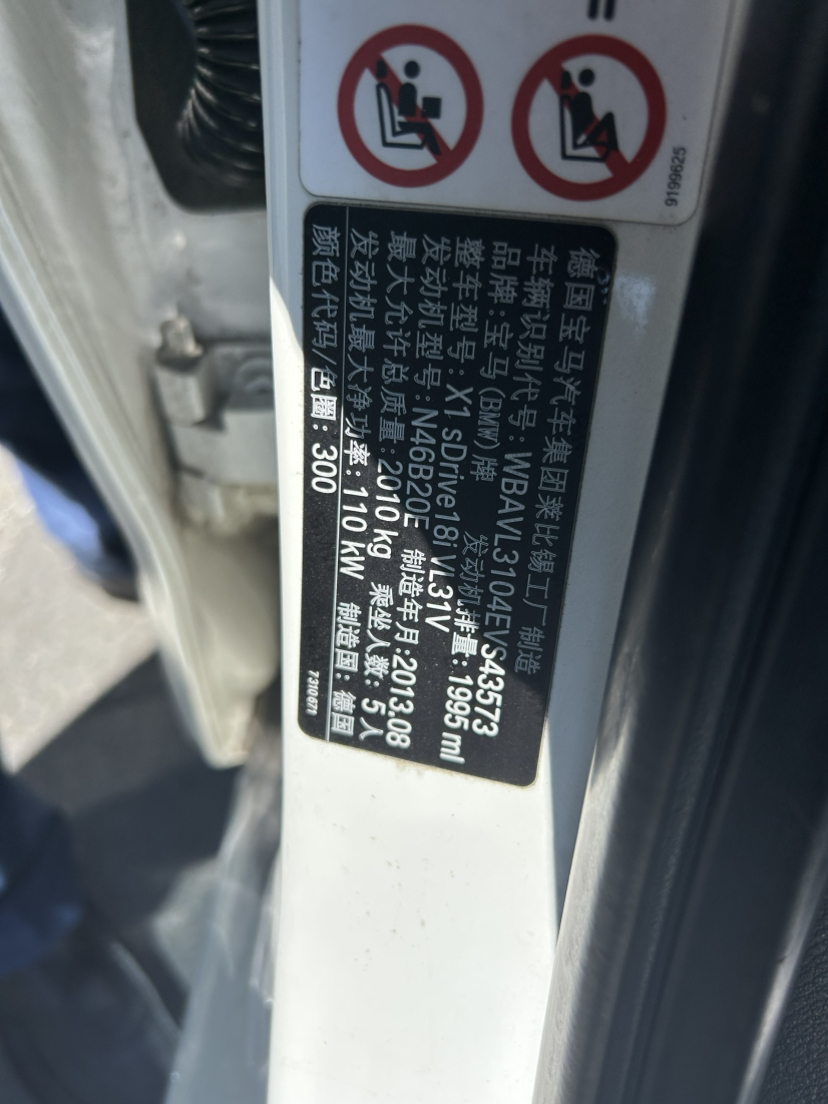 9199625
德国宝马汽车集团莱比锡工厂制造
车辆识别代号：WBAVL3104EVS43573
品牌：宝马(BMW)牌 发动机排量：1995 ml
整车型号：X1 sDrive18i VL31V
发动机型号：N46B20E 制造年月：2013.08
最大允许总质量：2010 kg 乘坐人数：5人
发动机最大净功率：110 kW 制造国：德国
颜色代码/色圈：300
7310671